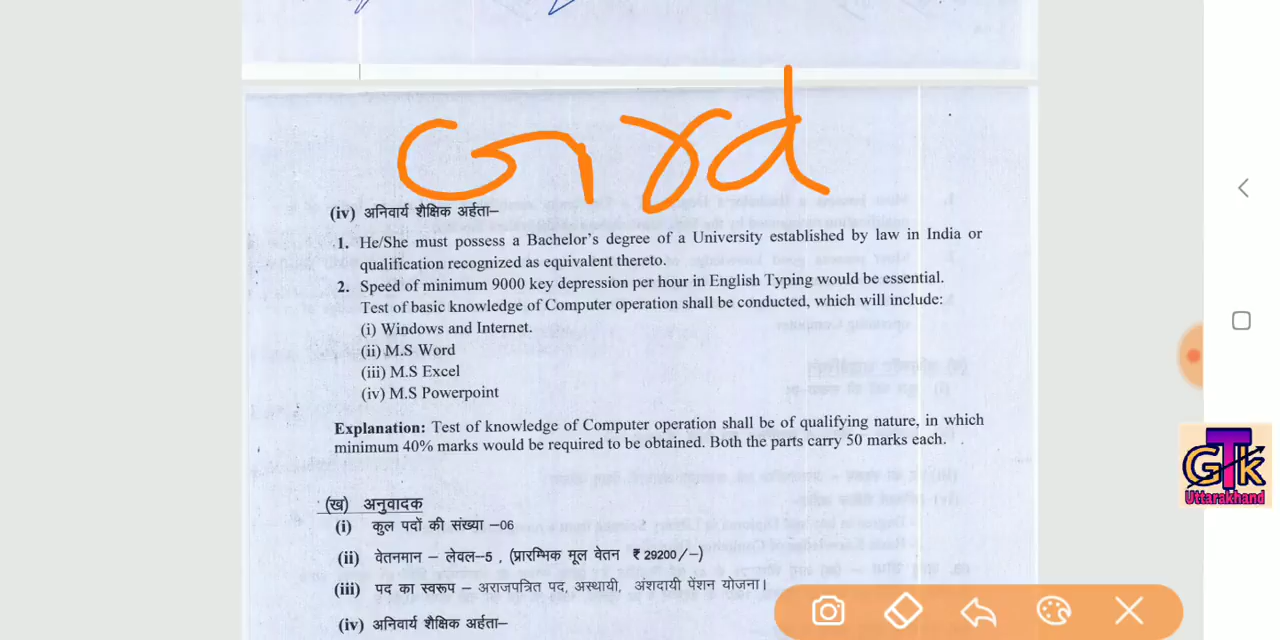 Grd
(iv) अनिवार्य शैक्षिक अर्हता–
1. He/She must possess a Bachelor's degree of a University established by law in India or
qualification recognized as equivalent thereto.
2. Speed of minimum 9000 key depression per hour in English Typing would be essential.
Test of basic knowledge of Computer operation shall be conducted, which will include:
(i) Windows and Internet.
(ii) M.S Word
(iii) M.S Excel
(iv) M.S Powerpoint
Explanation: Test of knowledge of Computer operation shall be of qualifying nature, in which
minimum 40% marks would be required to be obtained. Both the parts carry 50 marks each.
(ख) अनुवादक
(i) कुल पदों की संख्या –06
(ii) वेतनमान – लेवल–5 , (प्रारम्भिक मूल वेतन ₹ 29200/–)
(iii) पद का स्वरूप – अराजपत्रित पद, अस्थायी, अंशदायी पेंशन योजना।
(iv) अनिवार्य शैक्षिक अर्हता–
GTK
Uttarakhand